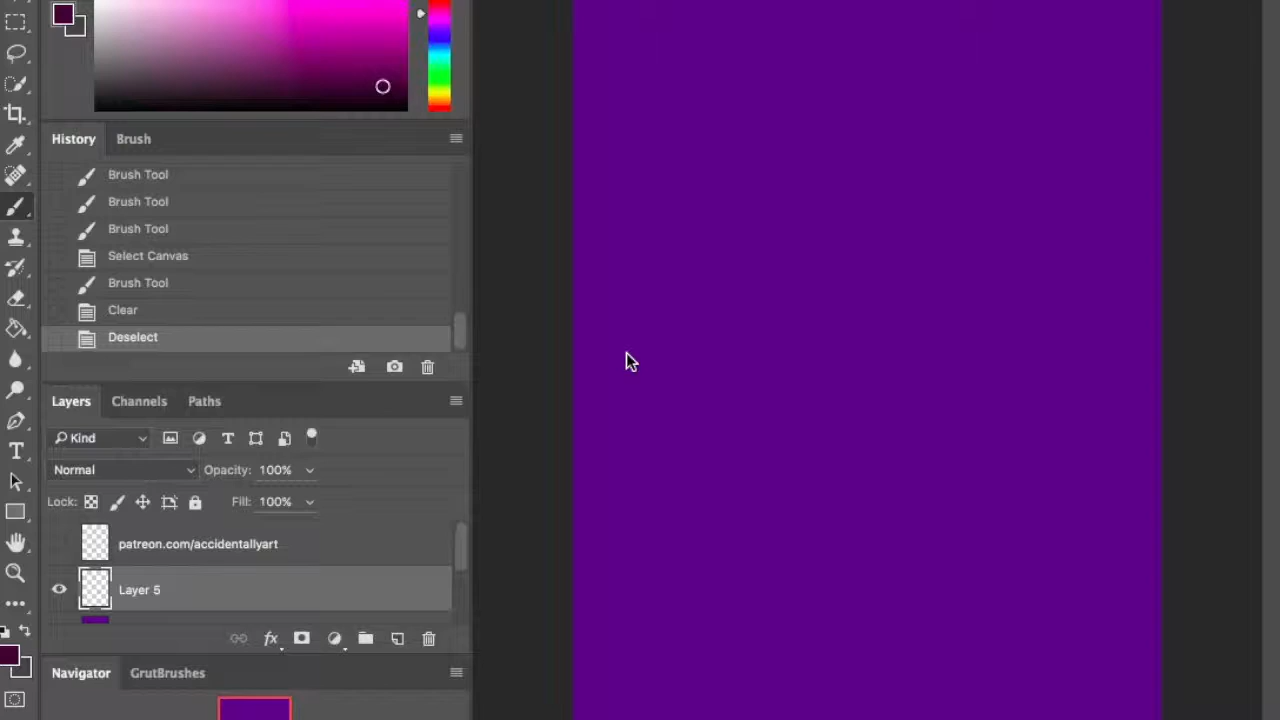 History Brush
Brush Tool
Brush Tool
Brush Tool
Select Canvas
Brush Tool
Clear
Deselect
Layers Channels Paths
Kind
Normal Opacity: 100%
Lock: Fill: 100%
patreon.com/accidentallyart
Layer 5
fx
Navigator GrutBrushes